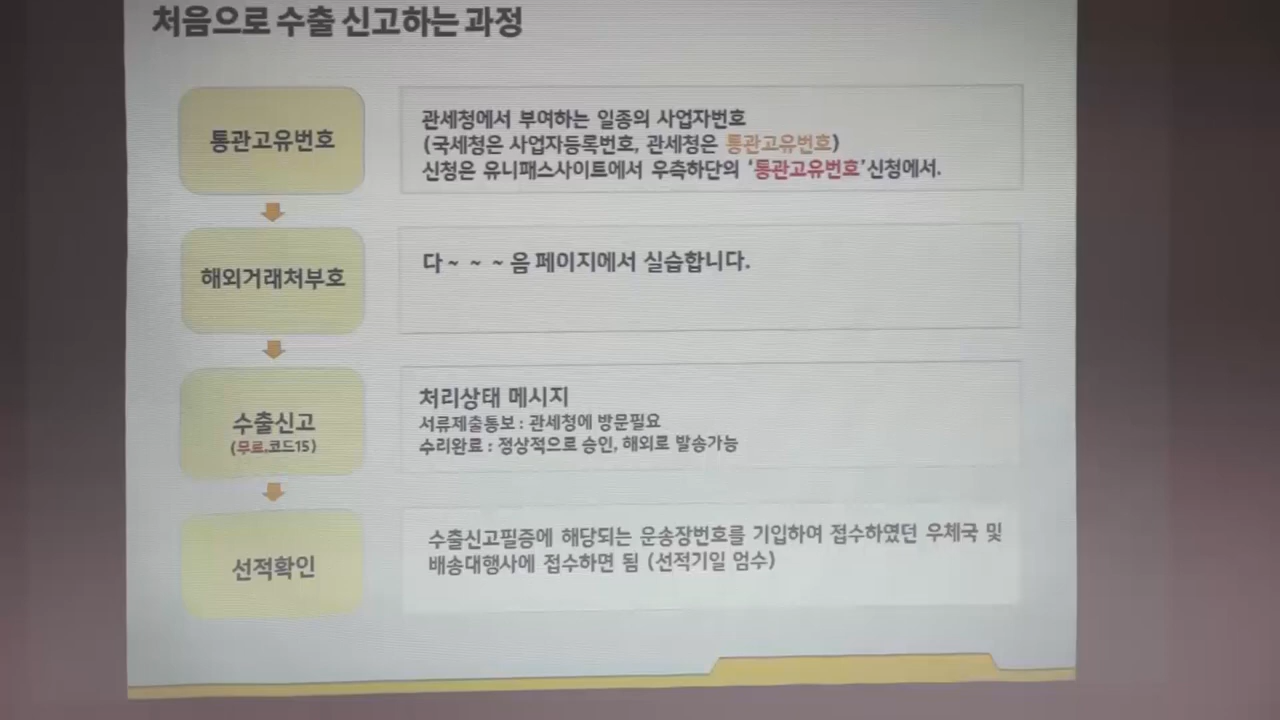 처음으로 수출 신고하는 과정
통관고유번호
관세청에서 부여하는 일종의 사업자번호
(국세청은 사업자등록번호, 관세청은 통관고유번호)
신청은 유니패스사이트에서 우측하단의 ‘통관고유번호’신청에서.
해외거래처부호
다~ ~ ~음 페이지에서 실습합니다.
수출신고
(무료,코드15)
처리상태 메시지
서류제출통보 : 관세청에 방문필요
수리완료 : 정상적으로 승인, 해외로 발송가능
선적확인
수출신고필증에 해당되는 운송장번호를 기입하여 접수하였던 우체국 및
배송대행사에 접수하면 됨 (선적기일 엄수)